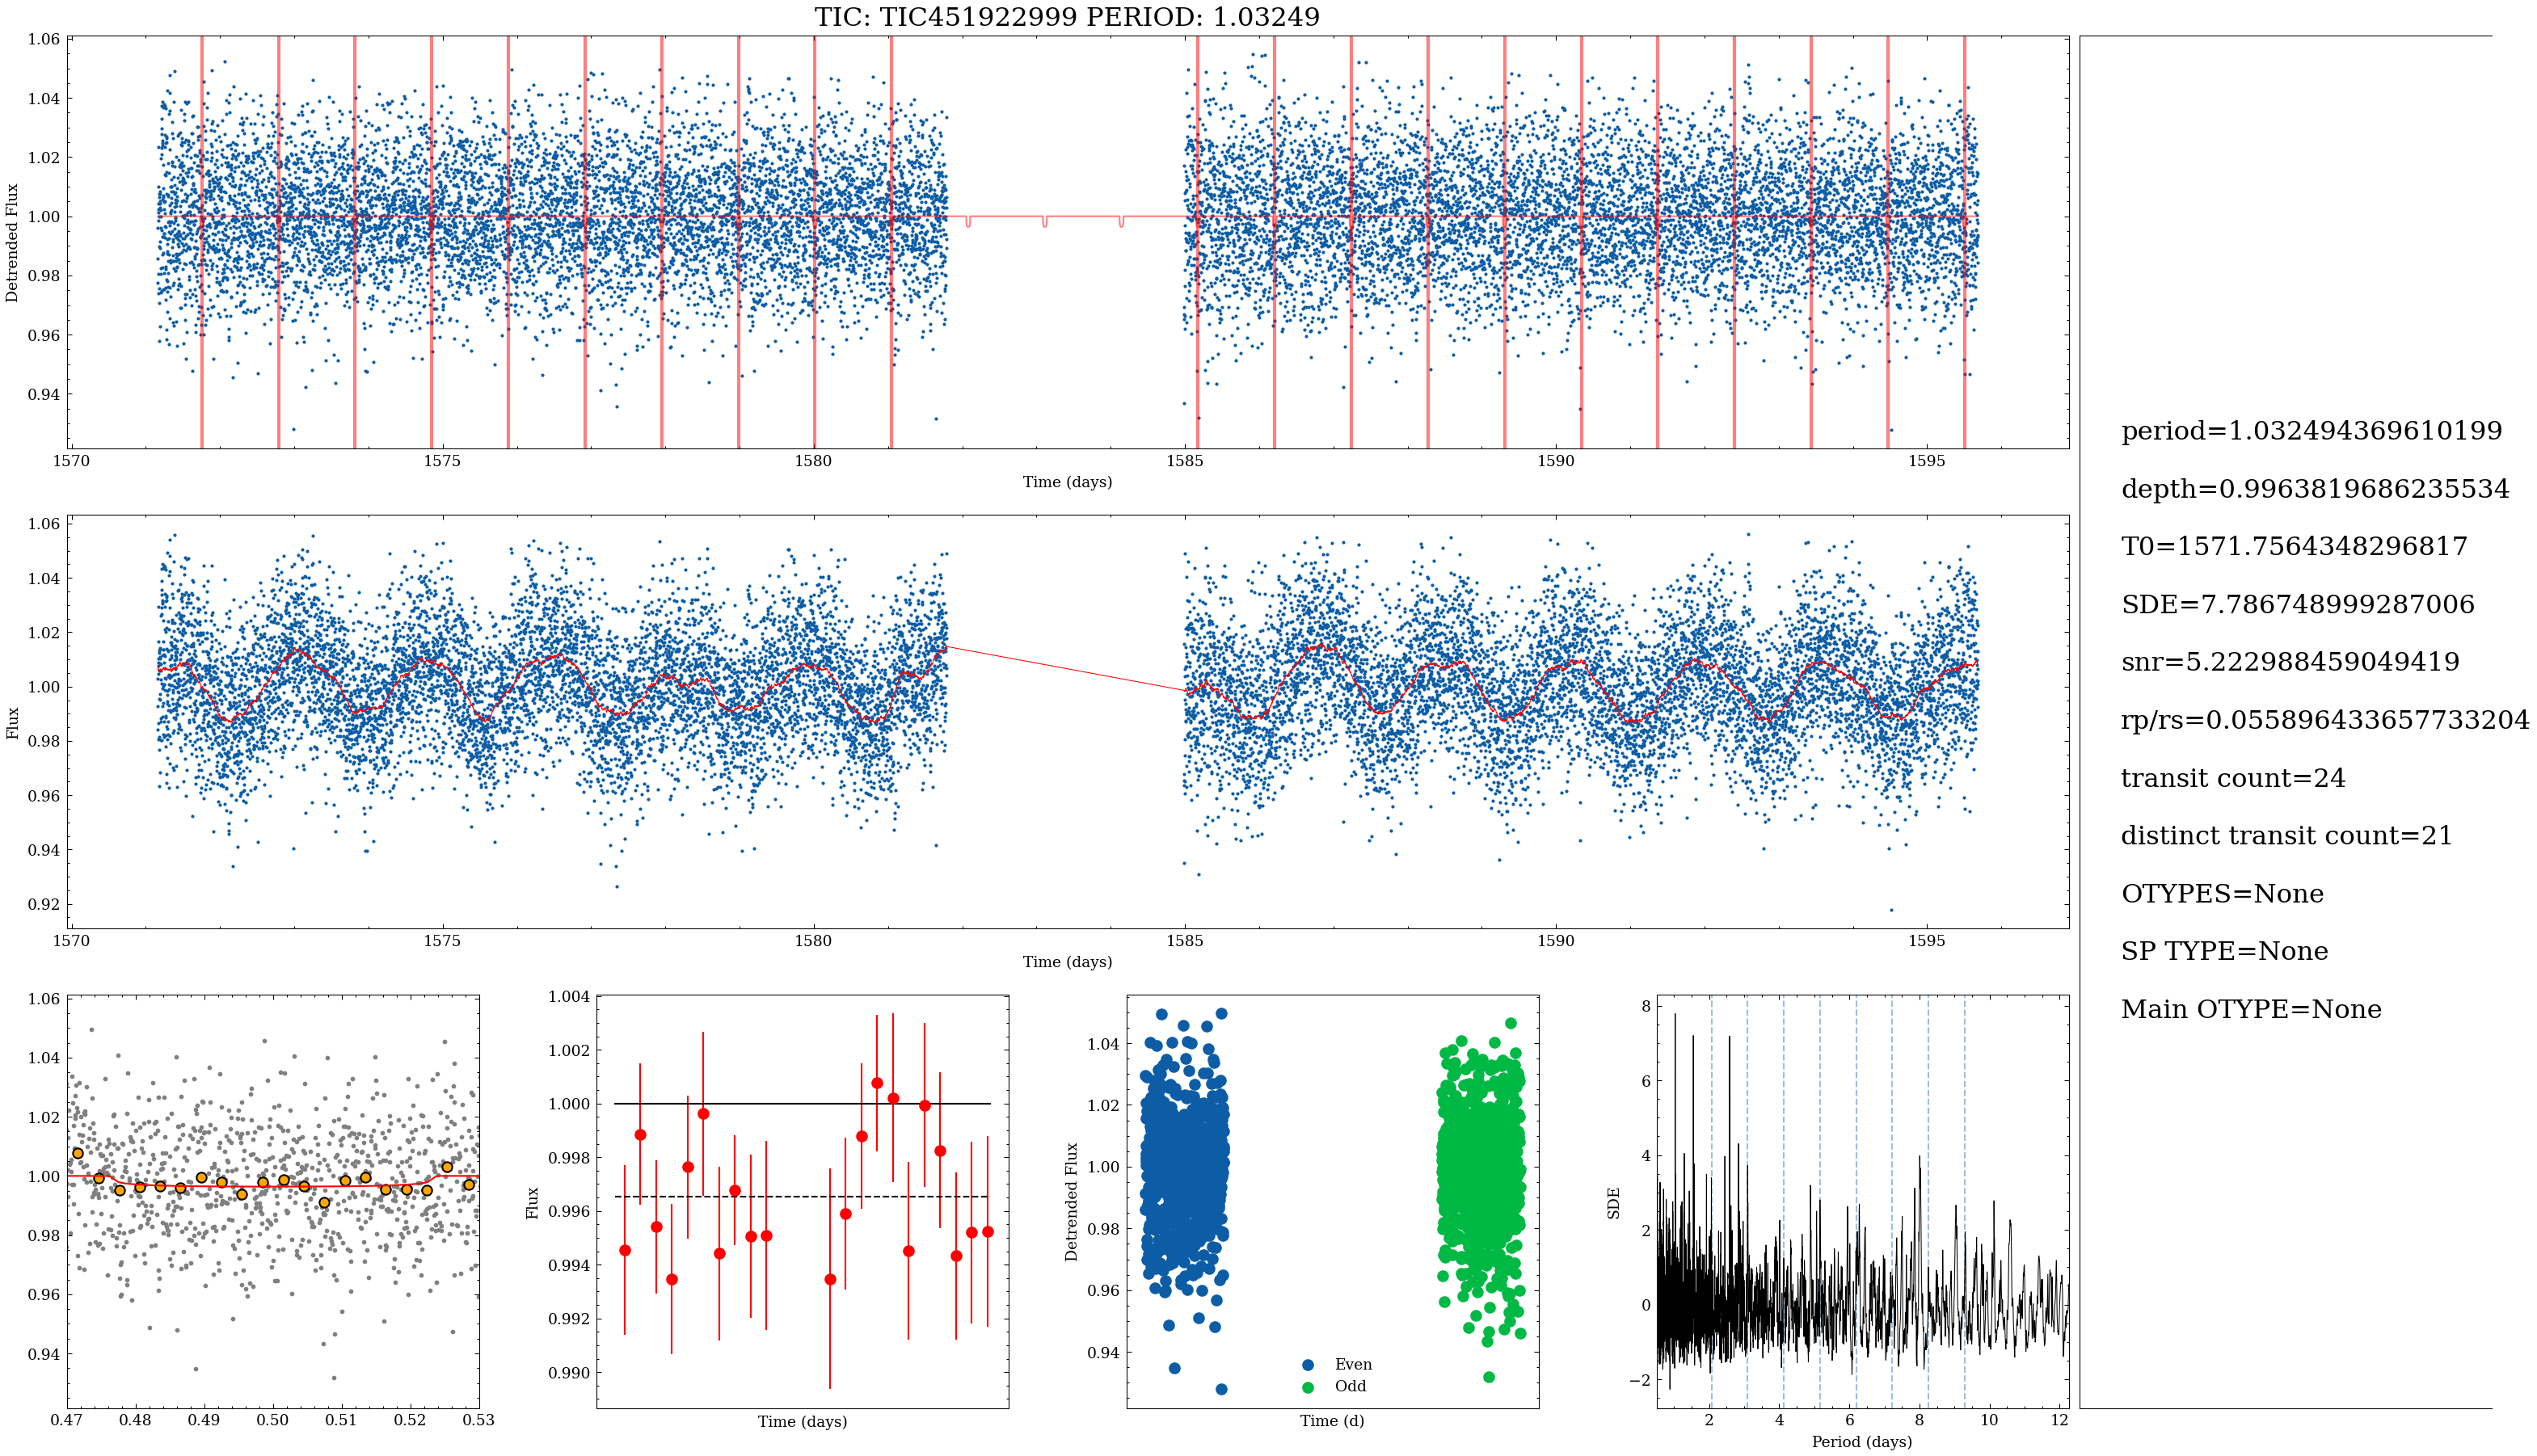 TIC: TIC451922999 PERIOD: 1.03249
1.06
1.04
1.02
1.00
0.98
0.96
0.94
Detrended Flux
1570 1575 1580 1585 1590 1595
Time (days)
1.06
1.04
1.02
1.00
0.98
0.96
0.94
0.92
Flux
1570 1575 1580 1585 1590 1595
Time (days)
1.06
1.04
1.02
1.00
0.98
0.96
0.94
0.47 0.48 0.49 0.50 0.51 0.52 0.53
1.004
1.002
1.000
0.998
0.996
0.994
0.992
0.990
Flux
Time (days)
1.04
1.02
1.00
0.98
0.96
0.94
Detrended Flux
Even
Odd
Time (d)
8
6
4
2
0
−2
SDE
2 4 6 8 10 12
Period (days)
period=1.032494369610199
depth=0.9963819686235534
T0=1571.7564348296817
SDE=7.786748999287006
snr=5.222988459049419
rp/rs=0.055896433657733204
transit count=24
distinct transit count=21
OTYPES=None
SP TYPE=None
Main OTYPE=None